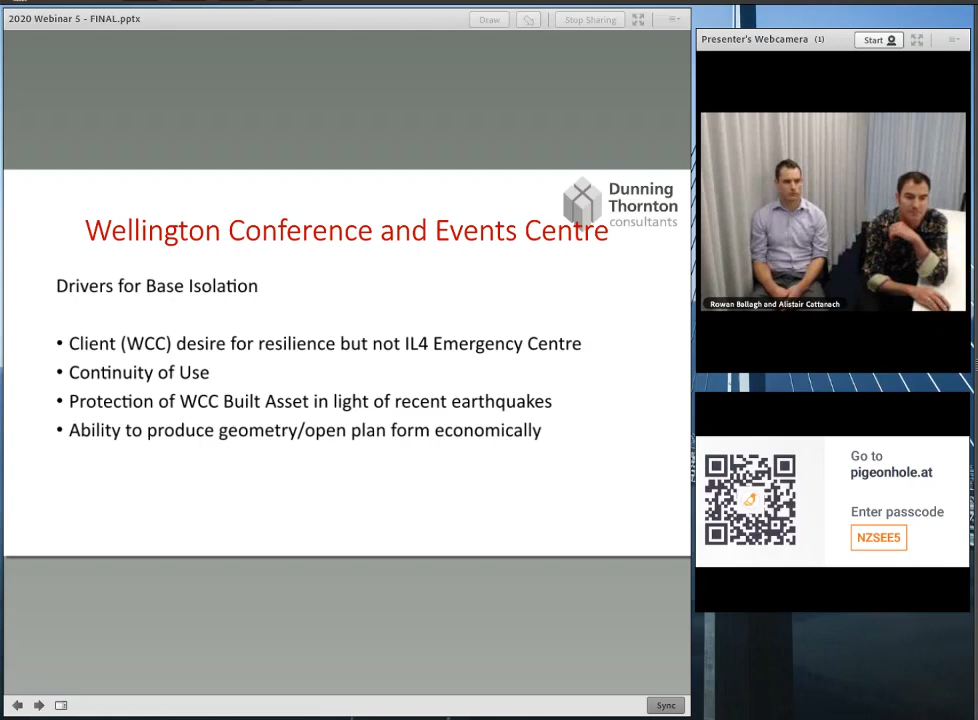 2020 Webinar 5 - FINAL.pptx
Draw
Stop Sharing
Dunning
Thornton
consultants
Wellington Conference and Events Centre
Drivers for Base Isolation
• Client (WCC) desire for resilience but not IL4 Emergency Centre
• Continuity of Use
• Protection of WCC Built Asset in light of recent earthquakes
• Ability to produce geometry/open plan form economically
Sync
Presenter's Webcamera (1)
Start
Rowan Ballagh and Alistair Cattanach
Go to
pigeonhole.at
Enter passcode
NZSEE5